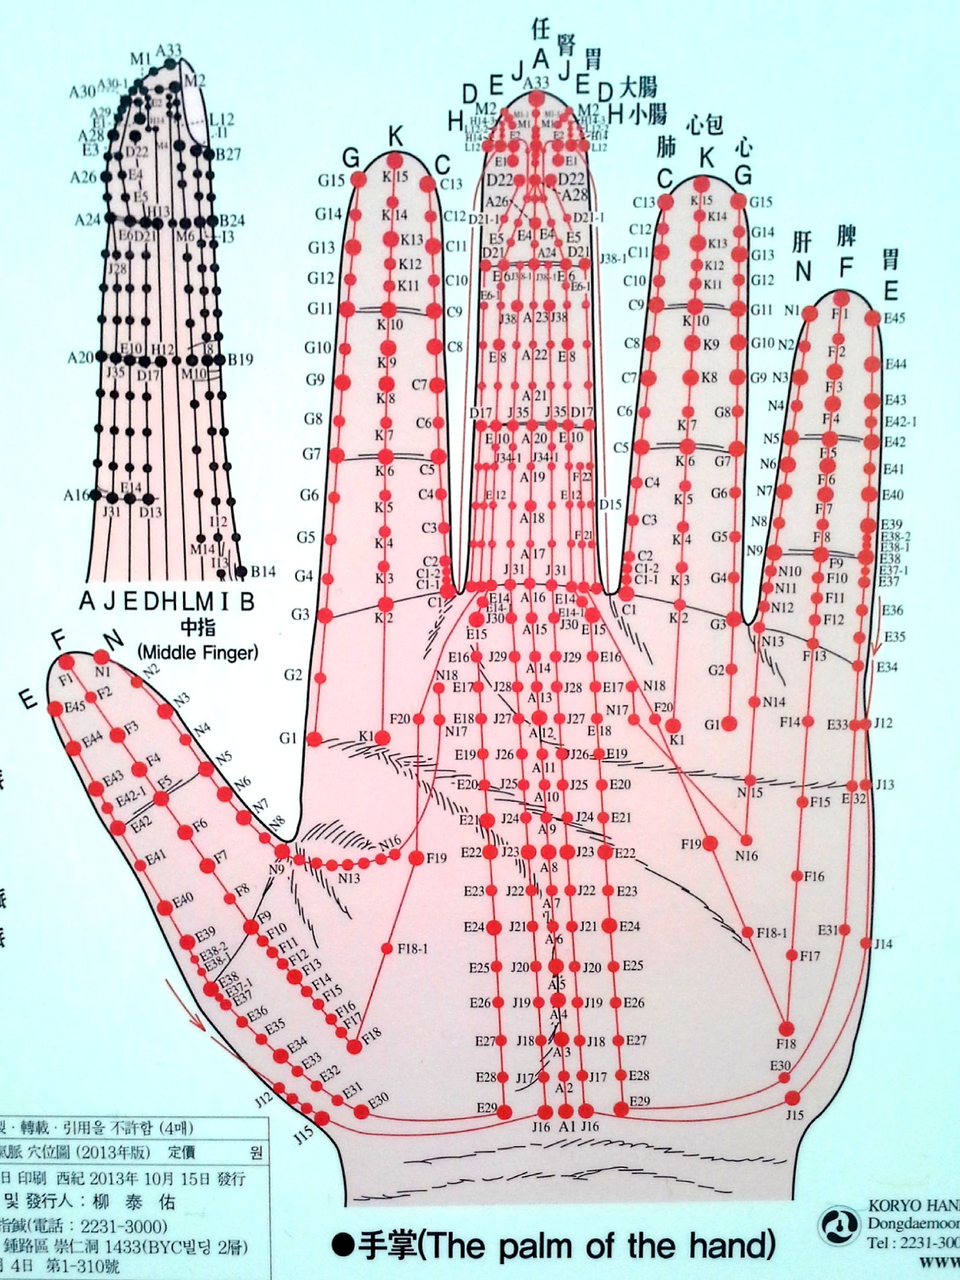 任
腎
胃
D E J A J E D 大腸
H H 小腸
心包
肺 心
C K G
G K C
肝 脾 胃
N F E
A33
M1 M2
A30-1
A30
A29
A28
E3
A26
A24
A20
A16
L12
B27
B24
I3
B19
B14
D22
E4
E5
H13
E6 D21 M6
J28
E10 H12
J35 D17 M10
E14
J31 D13
I12
M14
I13
A J E D H L M I B
中指
(Middle Finger)
G15 K15 C13
G14 K14 C12
G13 K13 C11
G12 K12 C10
K11
G11 K10 C9
G10 K9 C8
G9 K8 C7
G8 K7 C6
G7 K6 C5
G6 K5 C4
G5 K4 C3
C2
C1-2
G4 K3 C1-1
G3 K2 C1
G2
G1 K1
A33
M2 M2
L12 L12
E1 E1
D22 D22
A26 A28
D21-1 D21-1
E5 E4 E4 E5
D21 A24 D21
J38-1
E6 J38-1 J38-1 E6
E6-1 E6-1
J38 A23 J38
E8 A22 E8
A21
D17 J35 J35 D17
E10 A20 E10
J34-1 J34-1
A19 F22
E12 E12
D15
A18
F21
A17
J31 J31
E14 A16 E14
E14-1 E14-1
J30 A15 J30
E15 E15
E16 J29 A14 J29 E16
E17 J28 A13 J28 E17
E18 J27 A12 J27 E18
E19 J26 A11 J26 E19
E20 J25 A10 J25 E20
E21 J24 A9 J24 E21
E22 J23 A8 J23 E22
E23 J22 A7 J22 E23
E24 J21 A6 J21 E24
E25 J20 A5 J20 E25
E26 J19 A4 J19 E26
E27 J18 A3 J18 E27
E28 J17 A2 J17 E28
E29 J16 A1 J16 E29
C13 K15 G15
C12 K14 G14
C11 K13 G13
C10 K12 G12
K11
C9 K10 G11
C8 K9 G10
C7 K8 G9
C6 K7 G8
C5 K6 G7
C4 K5 G6
C3 K4 G5
C2
C1-2
C1-1 K3 G4
C1 K2 G3
G2
K1 G1
N1 F1 E45
N2 F2 E44
N3 F3 E43
N4 F4 E42-1
N5 F5 E42
N6 F6 E41
N7 F7 E40
N8 F8 E39
E38-2
E38-1
N9 F9 E38
N10 F10 E37-1
N11 F11 E37
N12 F12 E36
N13 F13 E35
E34
N14 F14 E33 J12
N15 F15 E32 J13
N16 F16
F17 E31 J14
F18 E30
J15
N18 N18
F20 N17 N17 F20
F19 F19
F18-1 F18-1
F N
E
F1 N1 N2
E45 F2 N3
E44 F3 N4
E43 F4 N5
E42-1 F5 N6
E42 F6 N7
E41 F7 N8
E40 F8 N9 N13 N16
E39 F9
E38-2 F10
E38-1 F11
E38 F12
E37-1 F13
E37 F14
E36 F15
E35 F16
E34 F17
E33 F18
E32
E31
E30
J12
J15
製·轉載·引用을 不許함 (4매)
氣脈 穴位圖 (2013年版) 定價 원
日 印刷 西紀 2013年 10月 15日 發行
및 發行人 : 柳 泰 佑
指鍼(電話 : 2231-3000)
鍾路區 崇仁洞 1433(BYC빌딩 2層)
月 4日 第1-310號
●手掌(The palm of the hand)
KORYO HAN
Dongdaemoon
Tel : 2231-300
WWW